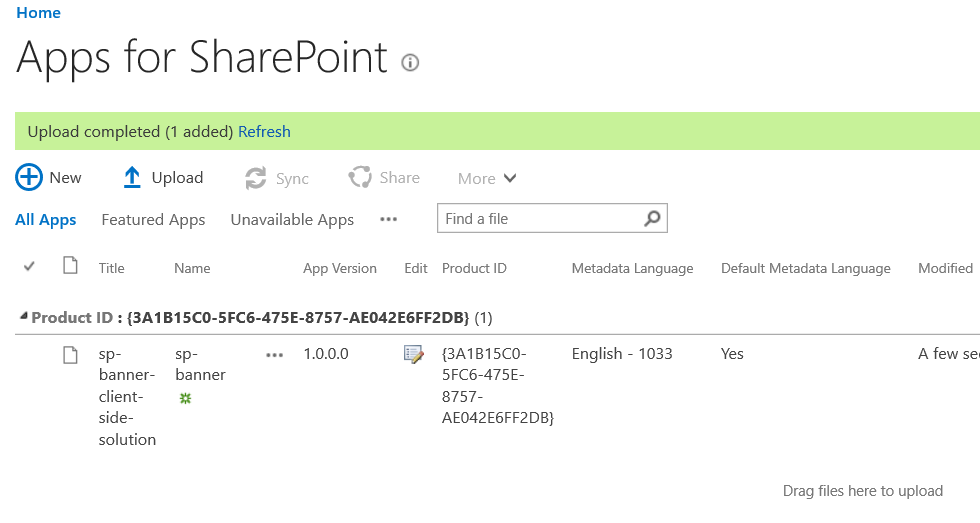 Home
Apps for SharePoint
Upload completed (1 added) Refresh
New Upload Sync Share More
All Apps Featured Apps Unavailable Apps ••• Find a file
Title Name App Version Edit Product ID Metadata Language Default Metadata Language Modified
Product ID : {3A1B15C0-5FC6-475E-8757-AE042E6FF2DB} (1)
sp- sp- ••• 1.0.0.0 {3A1B15C0- English - 1033 Yes A few se
banner- banner 5FC6-475E-
client- 8757-
side- AE042E6FF2DB}
solution
Drag files here to upload